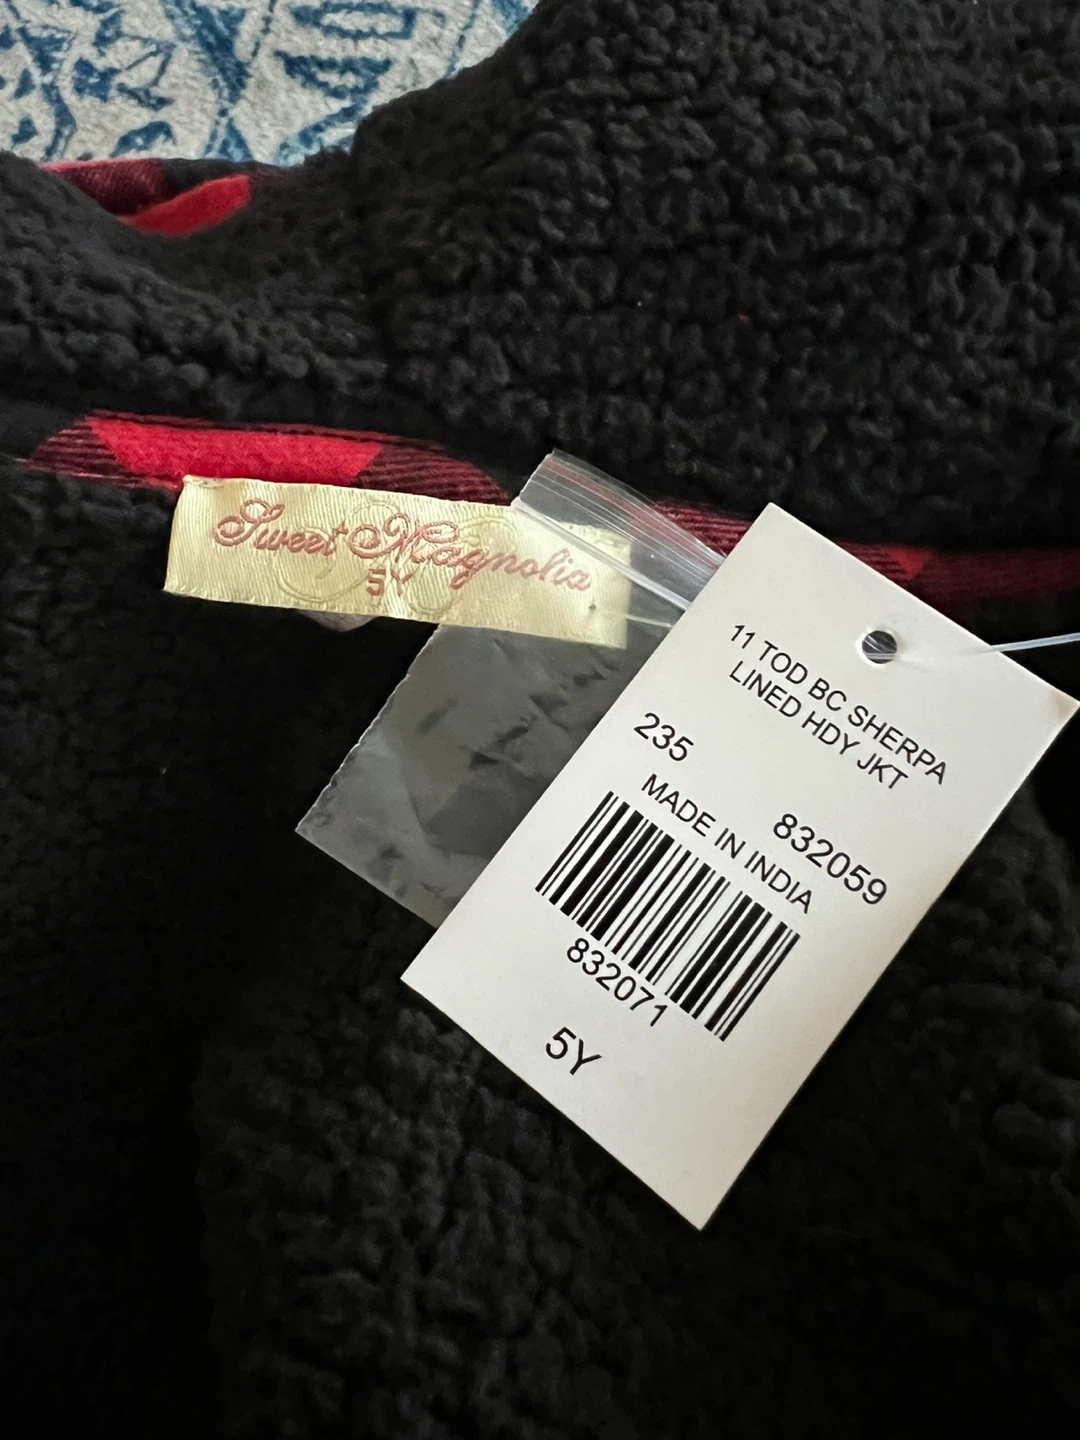 Sweet Magnolia
5Y
11 TOD BC SHERPA
LINED HDY JKT
235
832059
MADE IN INDIA
832071
5Y